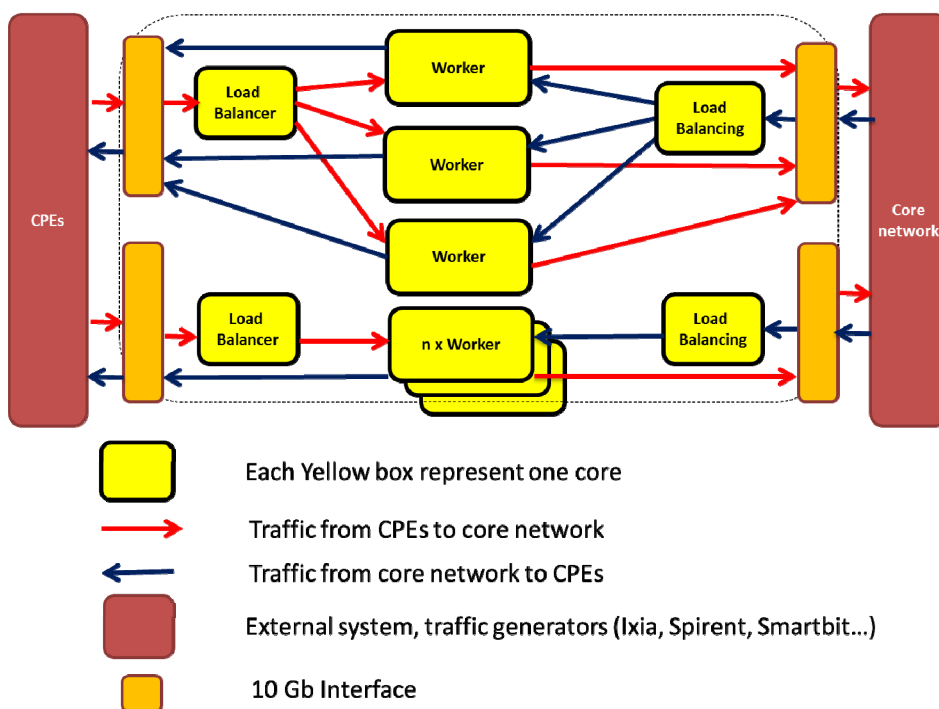 Worker
Load
Balancer
Load
Balancing
Worker
CPEs
Core
network
Worker
Load
Balancer
n x Worker
Load
Balancing
Each Yellow box represent one core
Traffic from CPEs to core network
Traffic from core network to CPEs
External system, traffic generators (Ixia, Spirent, Smartbit...)
10 Gb Interface